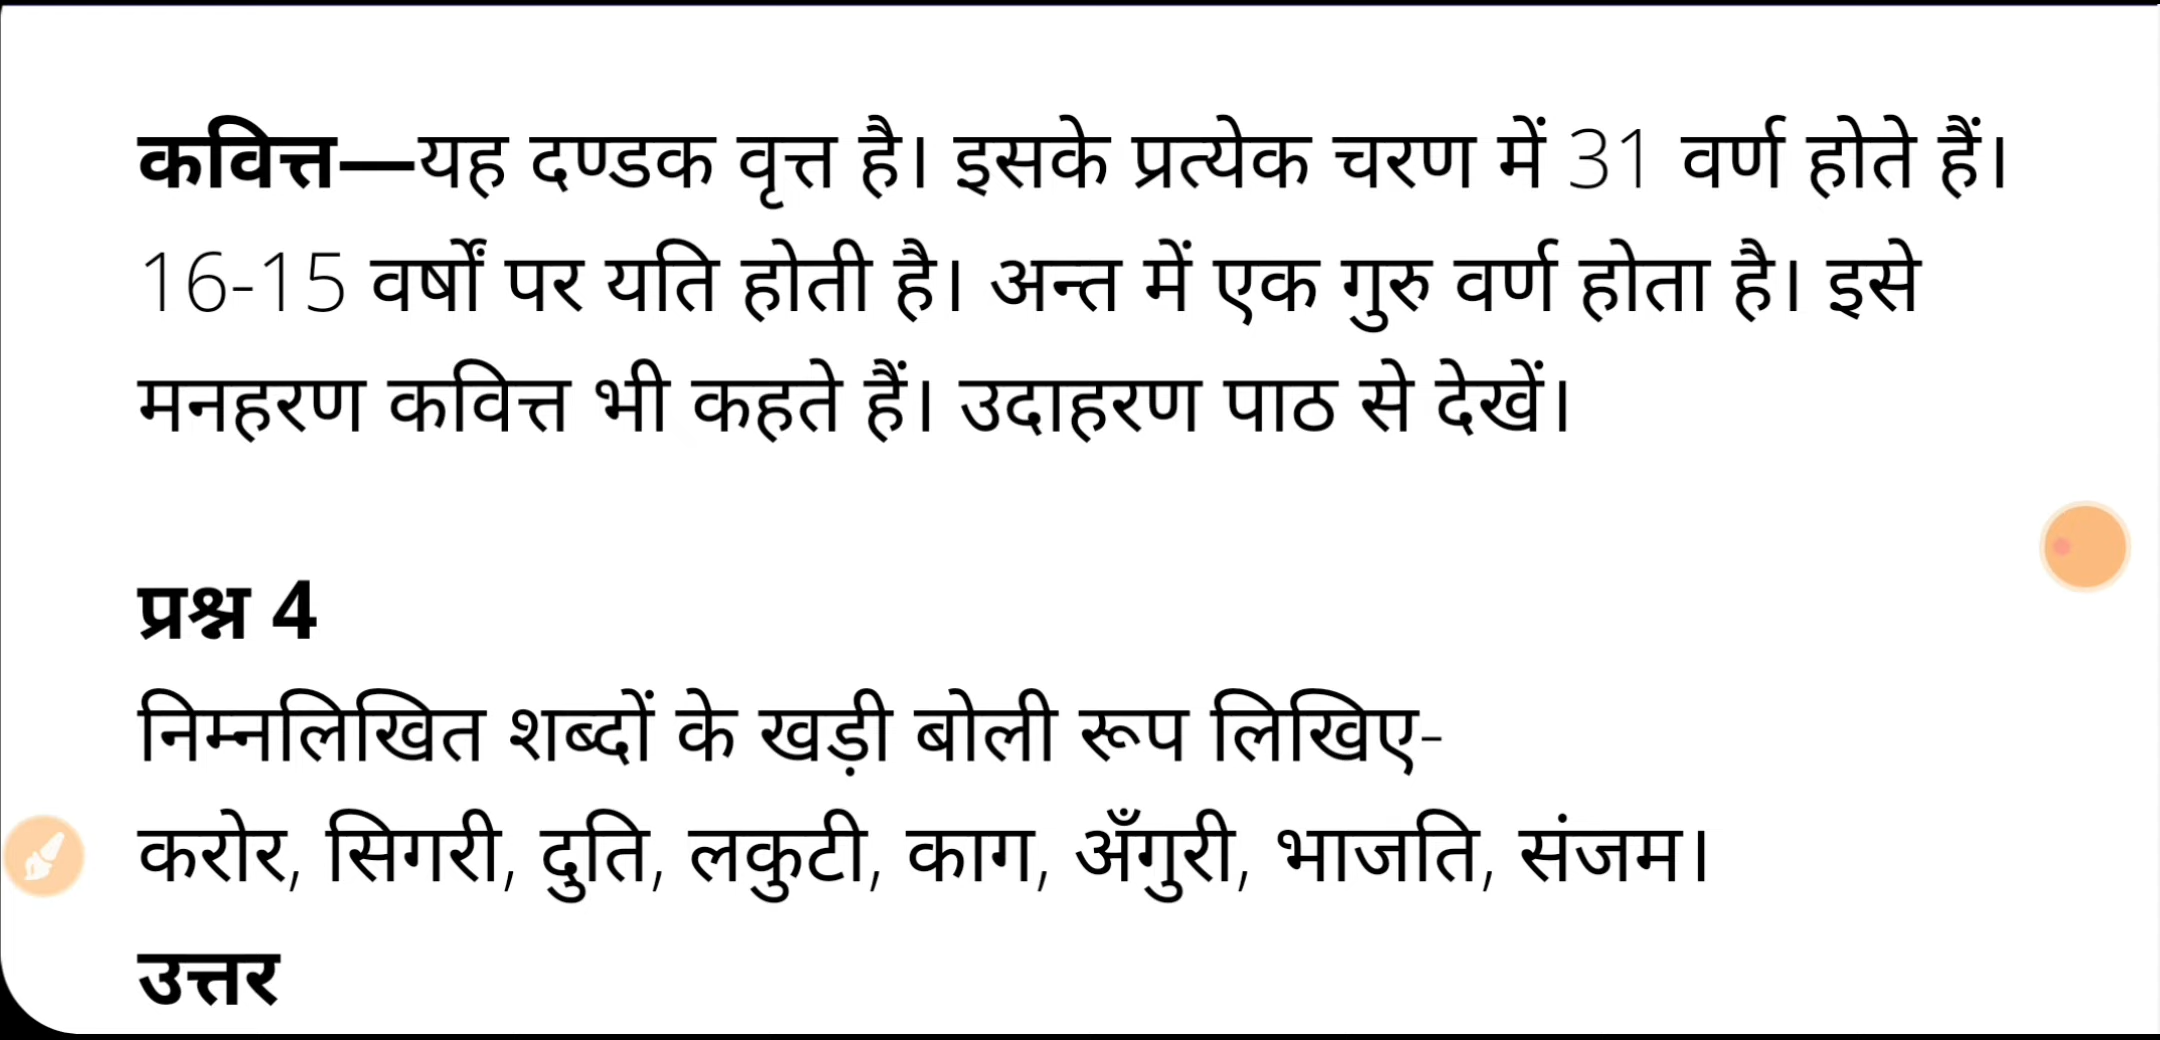 कवित्त—यह दण्डक वृत्त है। इसके प्रत्येक चरण में 31 वर्ण होते हैं।
16-15 वर्षों पर यति होती है। अन्त में एक गुरु वर्ण होता है। इसे
मनहरण कवित्त भी कहते हैं। उदाहरण पाठ से देखें।
प्रश्न 4
निम्नलिखित शब्दों के खड़ी बोली रूप लिखिए-
करोर, सिगरी, दुति, लकुटी, काग, अँगुरी, भाजति, संजम।
उत्तर